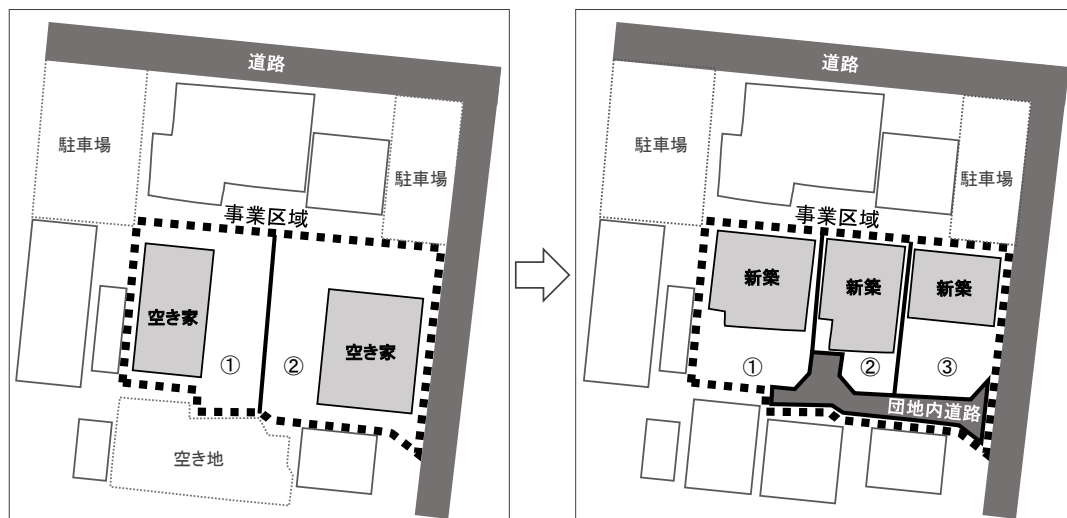 道路
駐車場
駐車場
事業区域
空き家
①
②
空き家
空き地
道路
駐車場
駐車場
事業区域
新築
新築
新築
①
②
③
団地内道路